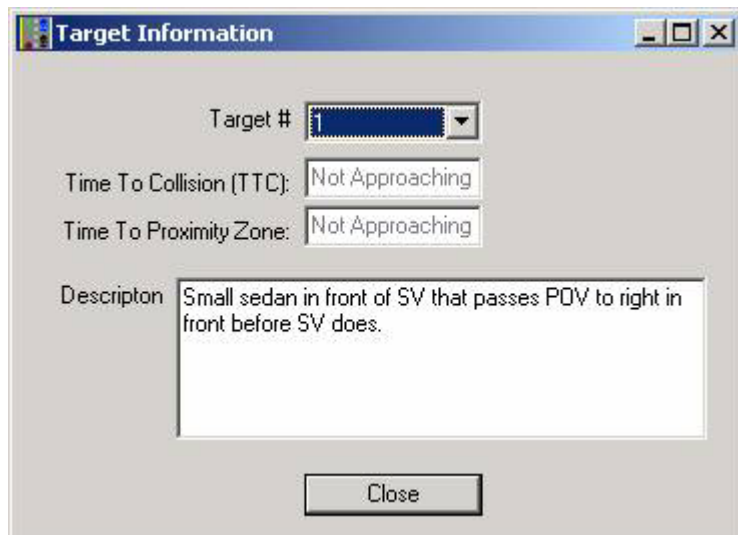 Target Information
Target # 1
Time To Collision (TTC): Not Approaching
Time To Proximity Zone: Not Approaching
Descripton Small sedan in front of SV that passes POV to right in
front before SV does.
Close